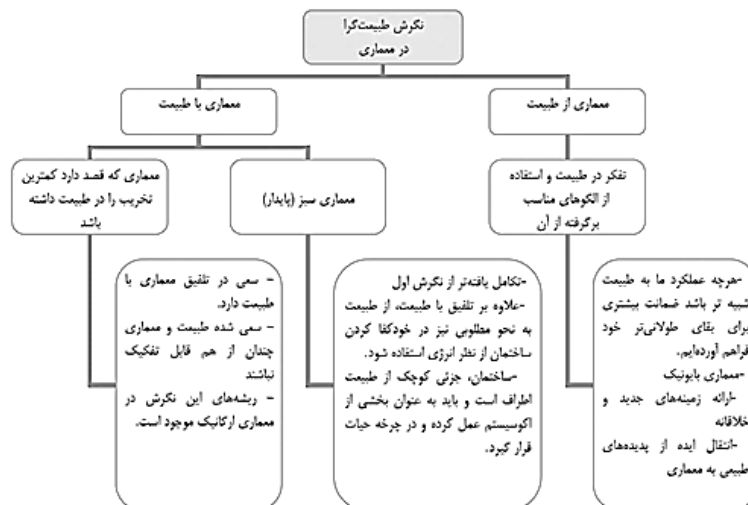 نگرش طبیعت‌گرا
در معماری
معماری از طبیعت
معماری با طبیعت
تفکر در طبیعت و استفاده
از الگوهای مناسب
برگرفته از آن
معماری سبز (پایدار)
معماری که قصد دارد کمترین
تخریب را در طبیعت داشته
باشد
-هرچه عملکرد ما به طبیعت
شبیه تر باشد ضمانت بیشتری
برای بقای طولانی‌تر خود
فراهم آورده‌ایم.
-معماری بایونیک
-ارائه زمینه‌های جدید و
خلاقانه
-انتقال ایده از پدیده‌های
طبیعی به معماری
-تکامل یافته‌تر از نگرش اول
-علاوه بر تلفیق با طبیعت، از طبیعت
به نحو مطلوبی نیز در خودکفا کردن
ساختمان از نظر انرژی استفاده شود.
-ساختمان، جزئی کوچک از طبیعت
اطراف است و باید به عنوان بخشی از
اکوسیستم عمل کرده و در چرخه حیات
قرار گیرد.
- سعی در تلفیق معماری با
طبیعت دارد.
- سعی شده طبیعت و معماری
چندان از هم قابل تفکیک
نباشند
- ریشه‌های این نگرش در
معماری ارگانیک موجود است.